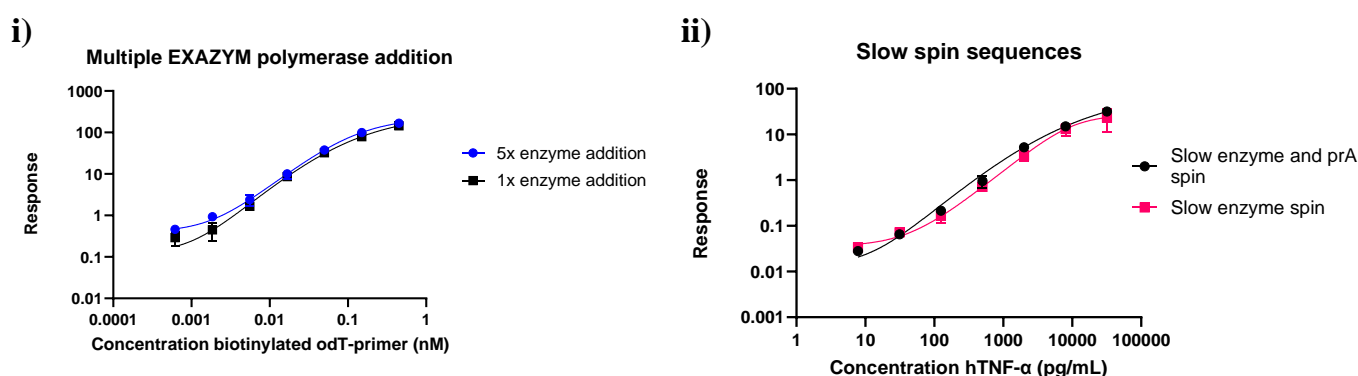 i)
Multiple EXAZYM polymerase addition
1000
100
10
1
0.1
0.01
0.0001
0.001
0.01
0.1
1
Response
Concentration biotinylated odT-primer (nM)
5x enzyme addition
1x enzyme addition
ii)
Slow spin sequences
100
10
1
0.1
0.01
0.001
1
10
100
1000
10000
100000
Response
Concentration hTNF-α (pg/mL)
Slow enzyme and prA
spin
Slow enzyme spin